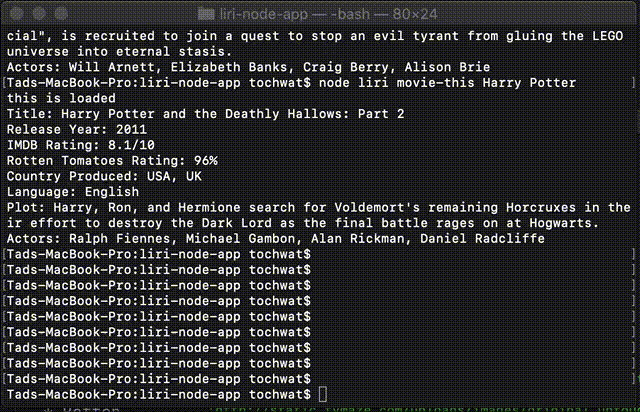 liri-node-app — -bash — 80×24
cial", is recruited to join a quest to stop an evil tyrant from gluing the LEGO
universe into eternal stasis.
Actors: Will Arnett, Elizabeth Banks, Craig Berry, Alison Brie
[Tads-MacBook-Pro:liri-node-app tochwat$ node liri movie-this Harry Potter ]
this is loaded
Title: Harry Potter and the Deathly Hallows: Part 2
Release Year: 2011
IMDB Rating: 8.1/10
Rotten Tomatoes Rating: 96%
Country Produced: USA, UK
Language: English
Plot: Harry, Ron, and Hermione search for Voldemort's remaining Horcruxes in the
ir effort to destroy the Dark Lord as the final battle rages on at Hogwarts.
Actors: Ralph Fiennes, Michael Gambon, Alan Rickman, Daniel Radcliffe
[Tads-MacBook-Pro:liri-node-app tochwat$ ]
[Tads-MacBook-Pro:liri-node-app tochwat$ ]
[Tads-MacBook-Pro:liri-node-app tochwat$ ]
[Tads-MacBook-Pro:liri-node-app tochwat$ ]
[Tads-MacBook-Pro:liri-node-app tochwat$ ]
[Tads-MacBook-Pro:liri-node-app tochwat$ ]
[Tads-MacBook-Pro:liri-node-app tochwat$ ]
[Tads-MacBook-Pro:liri-node-app tochwat$ ]
[Tads-MacBook-Pro:liri-node-app tochwat$ ]
Tads-MacBook-Pro:liri-node-app tochwat$